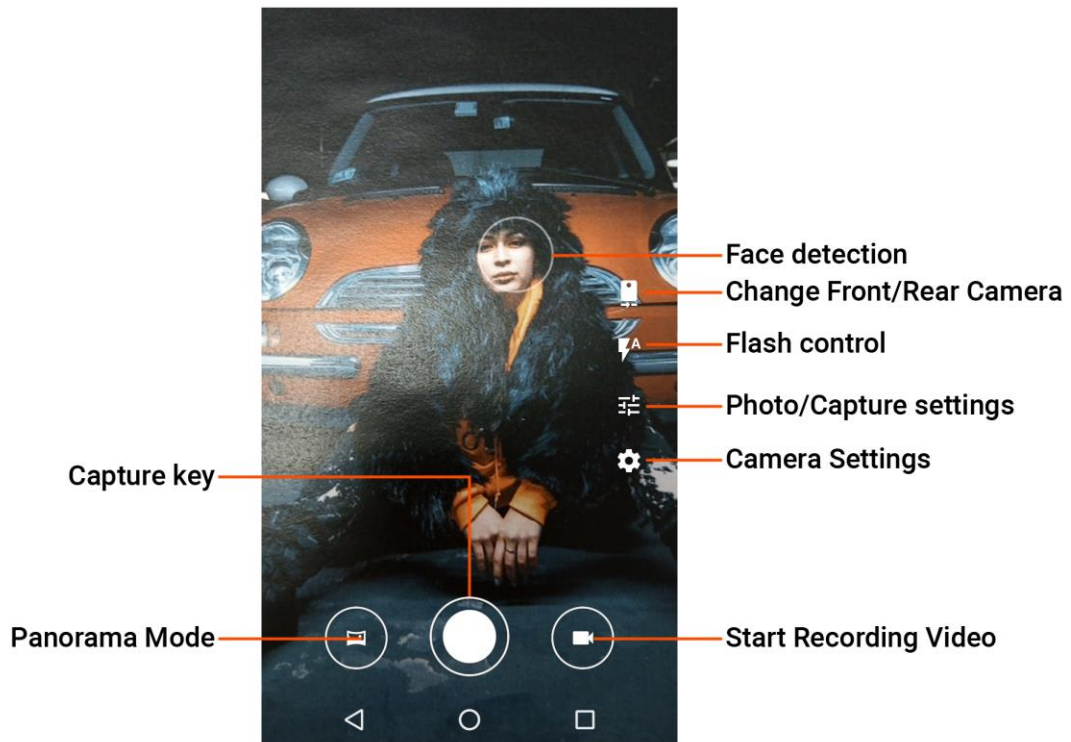 Face detection
Change Front/Rear Camera
Flash control
A
Photo/Capture settings
Camera Settings
Capture key
Panorama Mode
Start Recording Video